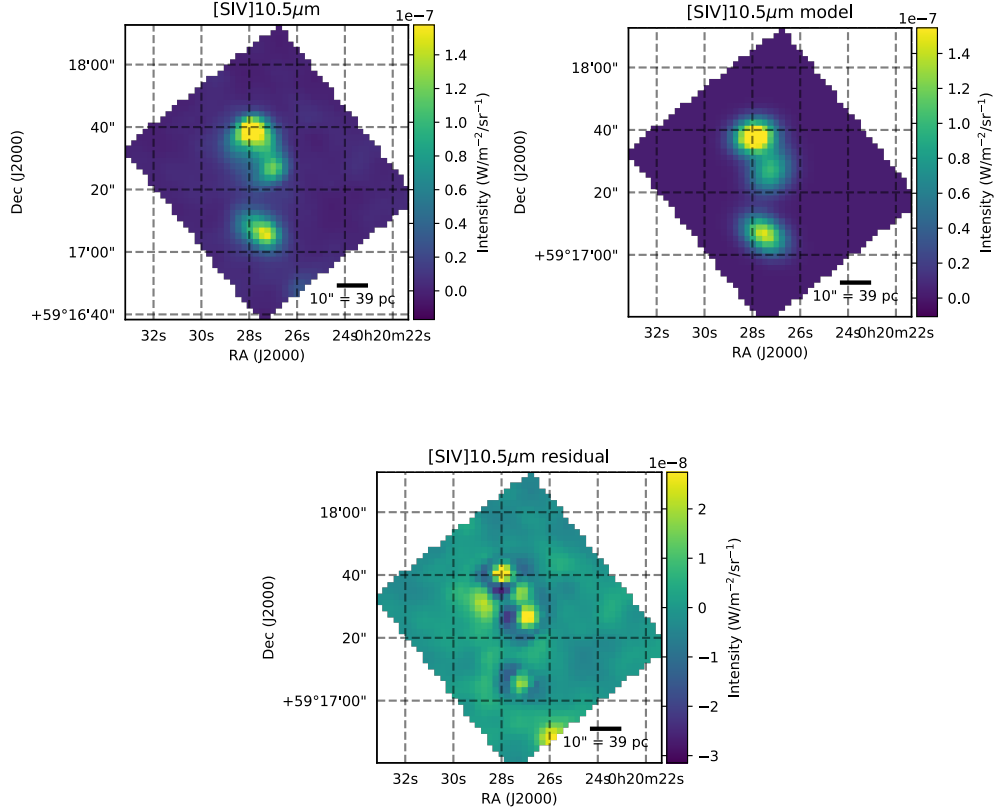 [SIV]10.5μm
1e−7
18'00"
40"
20"
17'00"
+59°16'40"
Dec (J2000)
10" = 39 pc
32s 30s 28s 26s 24s 0h20m22s
RA (J2000)
1.4
1.2
1.0
0.8
0.6
0.4
0.2
0.0
Intensity (W/m⁻²/sr⁻¹)
[SIV]10.5μm model
1e−7
18'00"
40"
20"
+59°17'00"
Dec (J2000)
10" = 39 pc
32s 30s 28s 26s 24s 0h20m22s
RA (J2000)
1.4
1.2
1.0
0.8
0.6
0.4
0.2
0.0
Intensity (W/m⁻²/sr⁻¹)
[SIV]10.5μm residual
1e−8
18'00"
40"
20"
+59°17'00"
Dec (J2000)
10" = 39 pc
32s 30s 28s 26s 24s 0h20m22s
RA (J2000)
2
1
0
−1
−2
−3
Intensity (W/m⁻²/sr⁻¹)